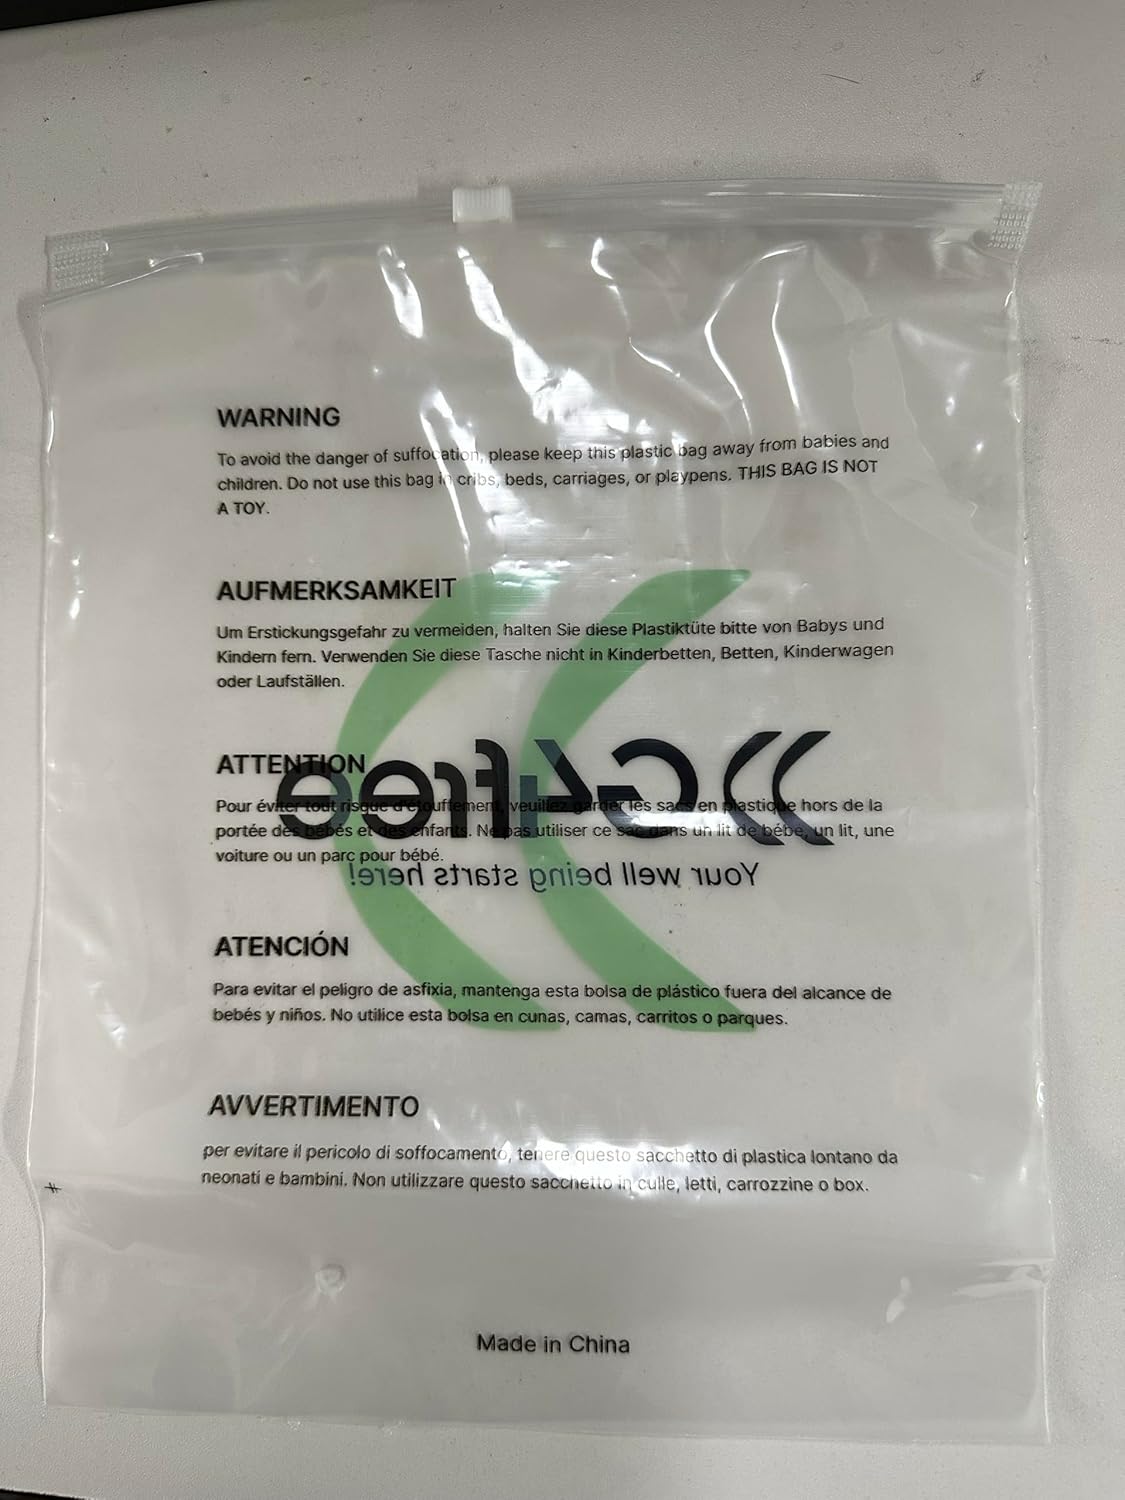 WARNING
To avoid the danger of suffocation, please keep this plastic bag away from babies and
children. Do not use this bag in cribs, beds, carriages, or playpens. THIS BAG IS NOT
A TOY.
AUFMERKSAMKEIT
Um Erstickungsgefahr zu vermeiden, halten Sie diese Plastiktüte bitte von Babys und
Kindern fern. Verwenden Sie diese Tasche nicht in Kinderbetten, Betten, Kinderwagen
oder Laufställen.
G4free
ATTENTION
Pour éviter tout risque d'étouffement, veuillez garder les sacs en plastique hors de la
portée des bébés et des enfants. Ne pas utiliser ce sac dans un lit de bébé, un lit, une
voiture ou un parc pour bébé.
Your well being starts here!
ATENCIÓN
Para evitar el peligro de asfixia, mantenga esta bolsa de plástico fuera del alcance de
bebés y niños. No utilice esta bolsa en cunas, camas, carritos o parques.
AVVERTIMENTO
per evitare il pericolo di soffocamento, tenere questo sacchetto di plastica lontano da
neonati e bambini. Non utilizzare questo sacchetto in culle, letti, carrozzine o box.
Made in China